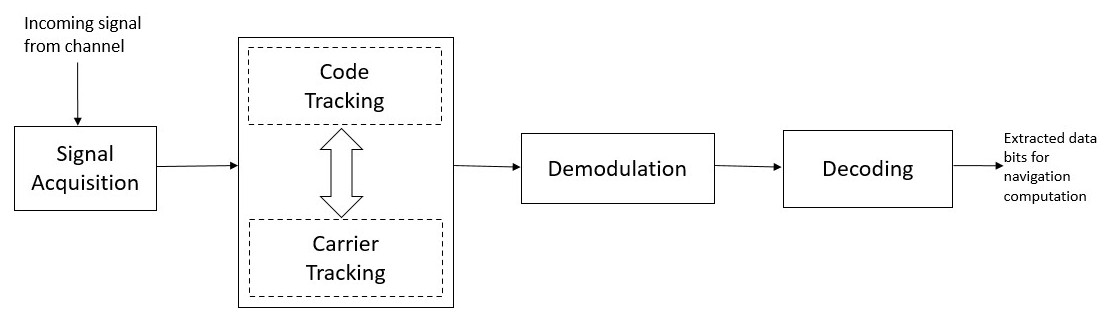 Incoming signal
from channel
Signal
Acquisition
Code
Tracking
Carrier
Tracking
Demodulation
Decoding
Extracted data
bits for
navigation
computation